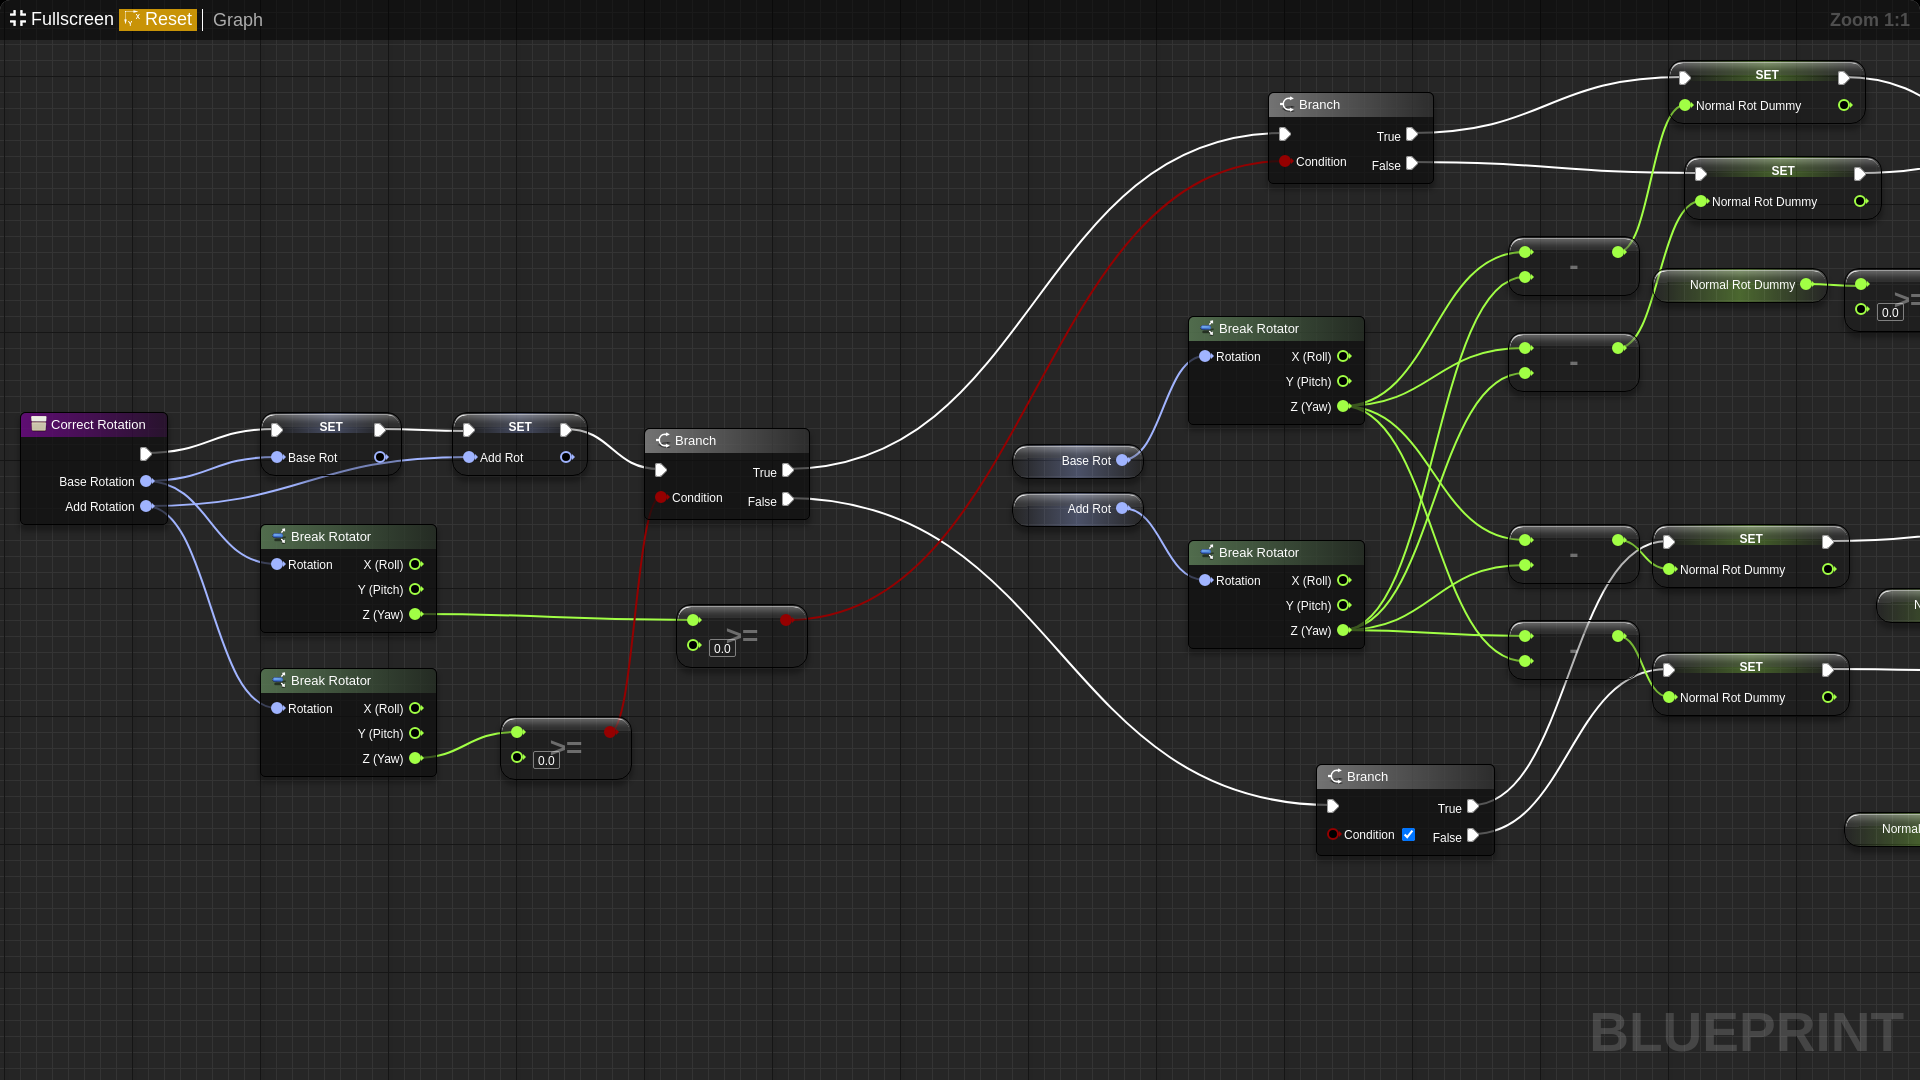 Fullscreen Reset Graph
Zoom 1:1
Correct Rotation
Base Rotation
Add Rotation
SET
Base Rot
SET
Add Rot
Break Rotator
Rotation X (Roll)
Y (Pitch)
Z (Yaw)
Break Rotator
Rotation X (Roll)
Y (Pitch)
Z (Yaw)
>=
0.0
Branch
True
Condition
False
>=
0.0
Base Rot
Add Rot
Branch
True
Condition
False
Break Rotator
Rotation X (Roll)
Y (Pitch)
Z (Yaw)
Break Rotator
Rotation X (Roll)
Y (Pitch)
Z (Yaw)
Branch
True
Condition
False
-
-
-
-
SET
Normal Rot Dummy
SET
Normal Rot Dummy
Normal Rot Dummy
>=
0.0
SET
Normal Rot Dummy
N
SET
Normal Rot Dummy
Normal
BLUEPRINT